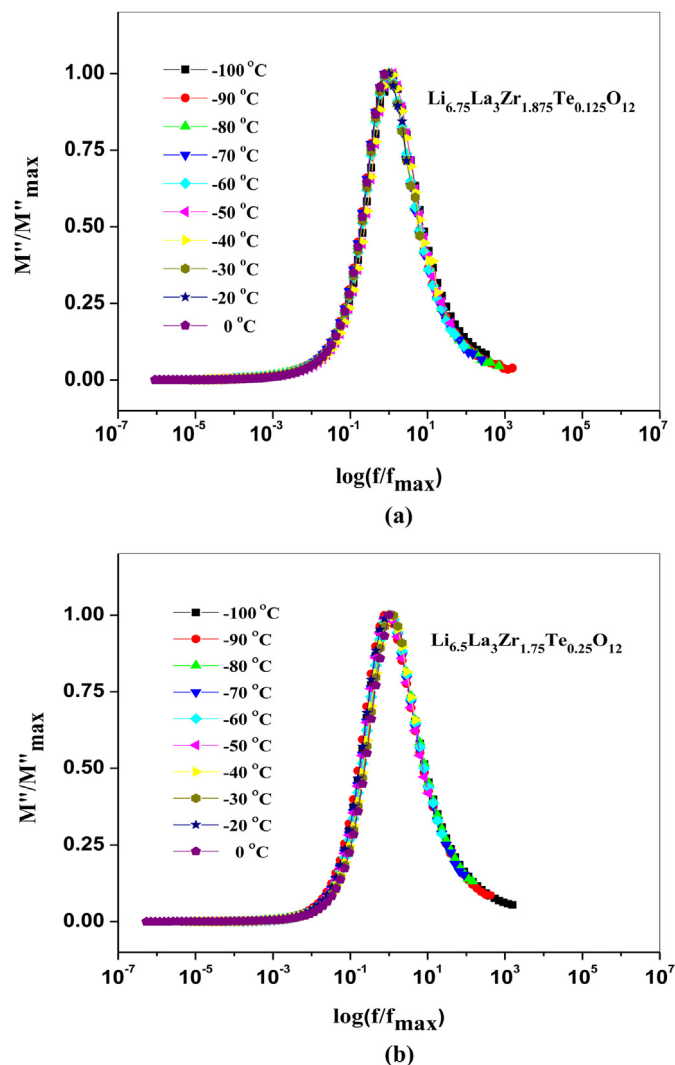 1.00
0.75
0.50
0.25
0.00
M"/M"max
-100 °C
-90 °C
-80 °C
-70 °C
-60 °C
-50 °C
-40 °C
-30 °C
-20 °C
0 °C
Li6.75La3Zr1.875Te0.125O12
10-7 10-5 10-3 10-1 101 103 105 107
log(f/fmax)
(a)
1.00
0.75
0.50
0.25
0.00
M"/M"max
-100 °C
-90 °C
-80 °C
-70 °C
-60 °C
-50 °C
-40 °C
-30 °C
-20 °C
0 °C
Li6.5La3Zr1.75Te0.25O12
10-7 10-5 10-3 10-1 101 103 105 107
log(f/fmax)
(b)